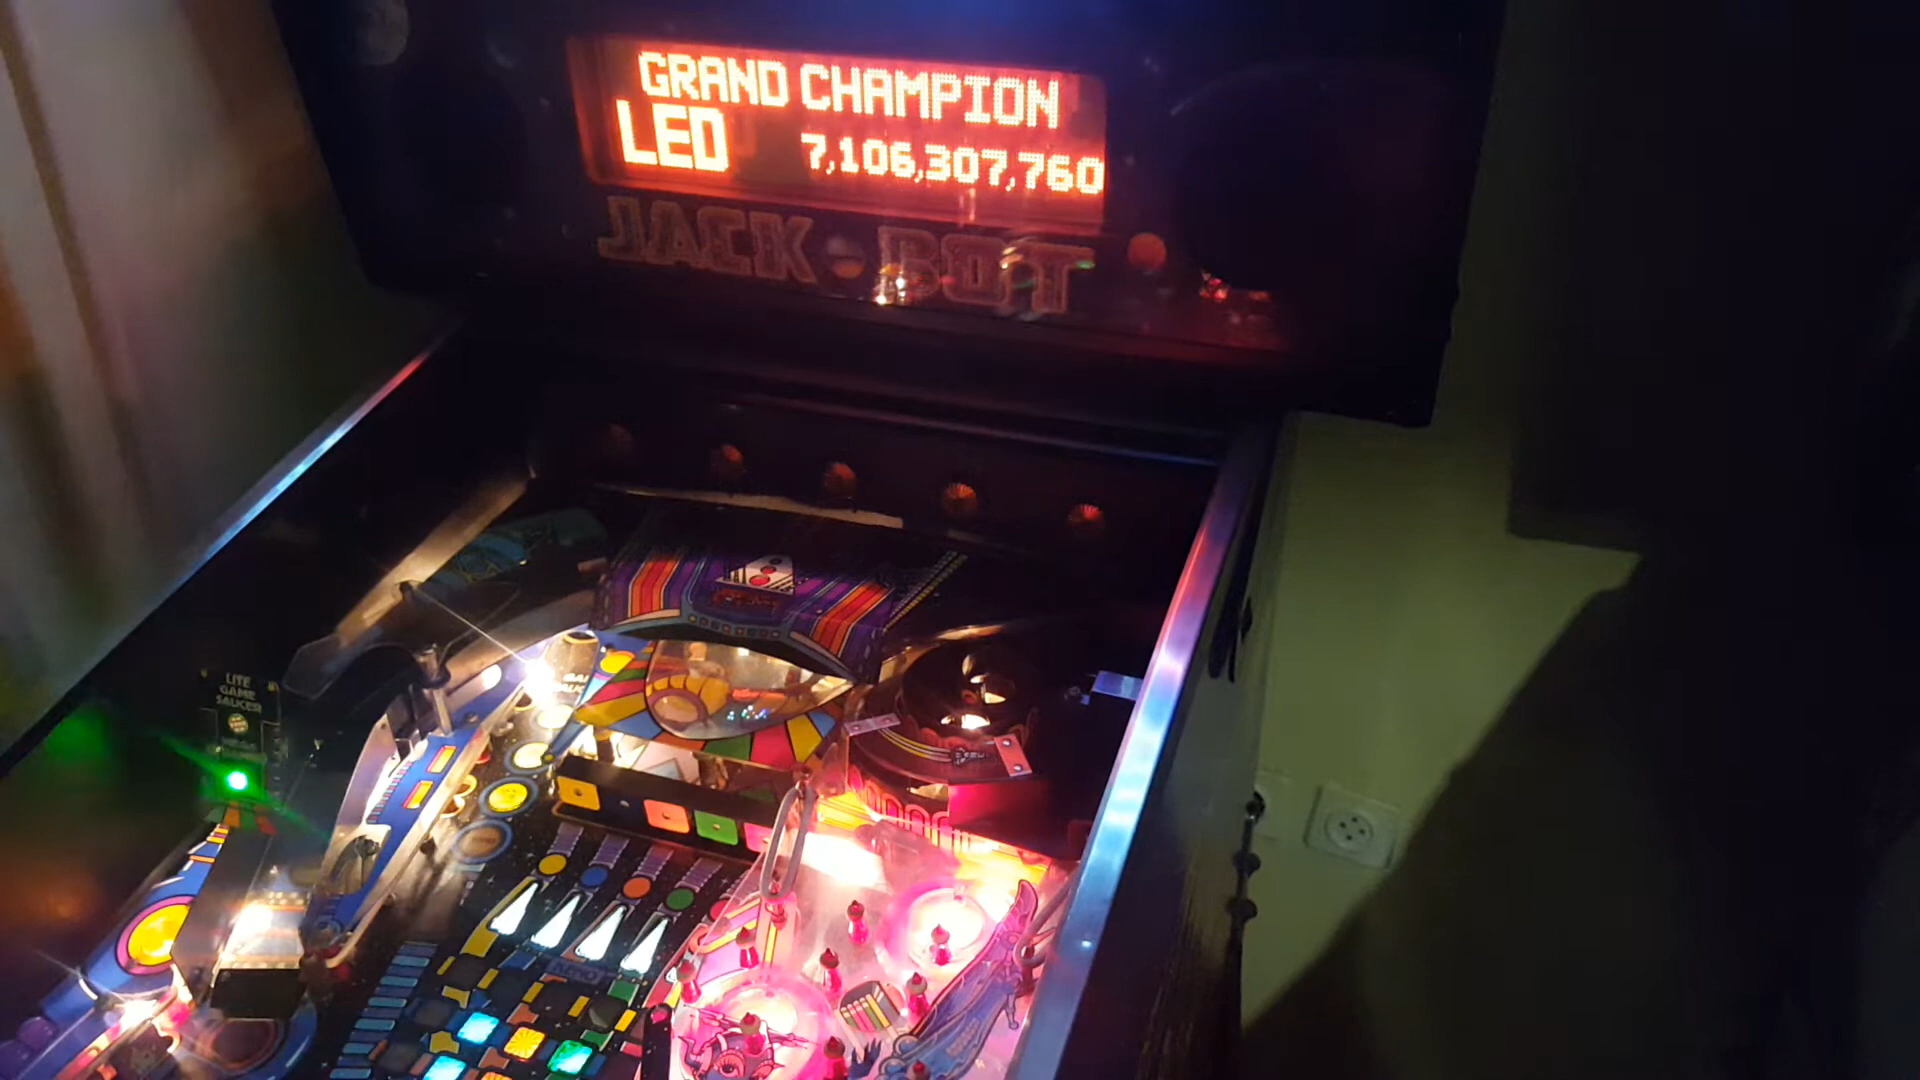 GRAND CHAMPION
LED 7,106,307,760
JACK BOT
LITE
GAME
SAUCER